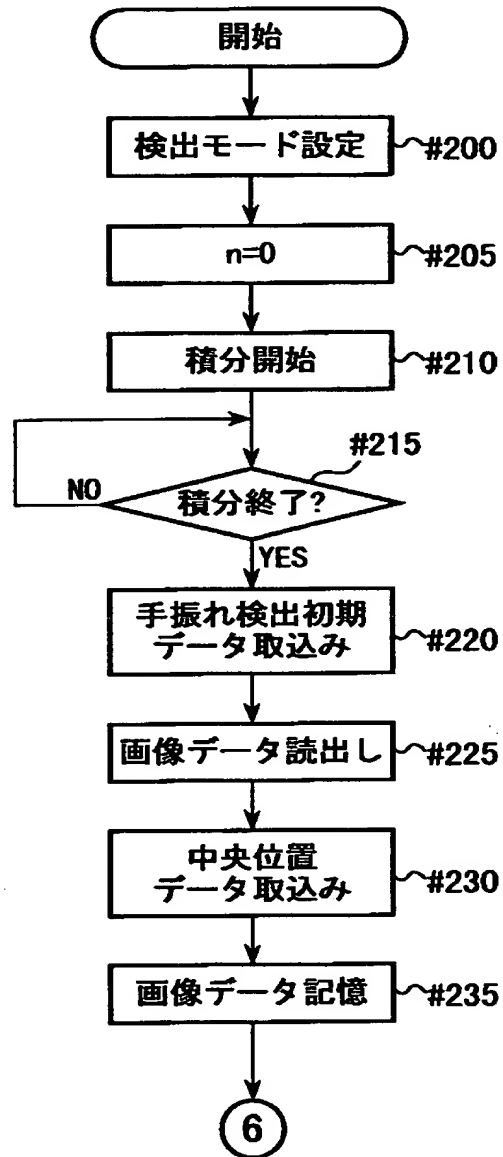 開始
検出モード設定
#200
n=0
#205
積分開始
#210
#215
NO
積分終了?
YES
手振れ検出初期
データ取込み
#220
画像データ読出し
#225
中央位置
データ取込み
#230
画像データ記憶
#235
6